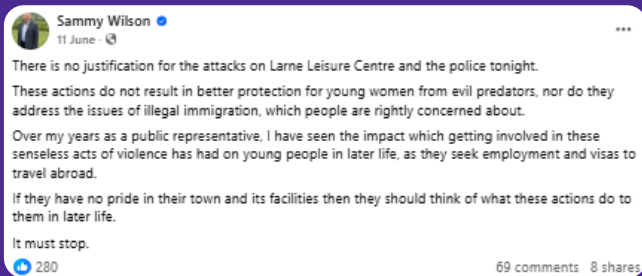 Sammy Wilson
11 June ·
There is no justification for the attacks on Larne Leisure Centre and the police tonight.
These actions do not result in better protection for young women from evil predators, nor do they
address the issues of illegal immigration, which people are rightly concerned about.
Over my years as a public representative, I have seen the impact which getting involved in these
senseless acts of violence has had on young people in later life, as they seek employment and visas to
travel abroad.
If they have no pride in their town and its facilities then they should think of what these actions do to
them in later life.
It must stop.
280
69 comments 8 shares